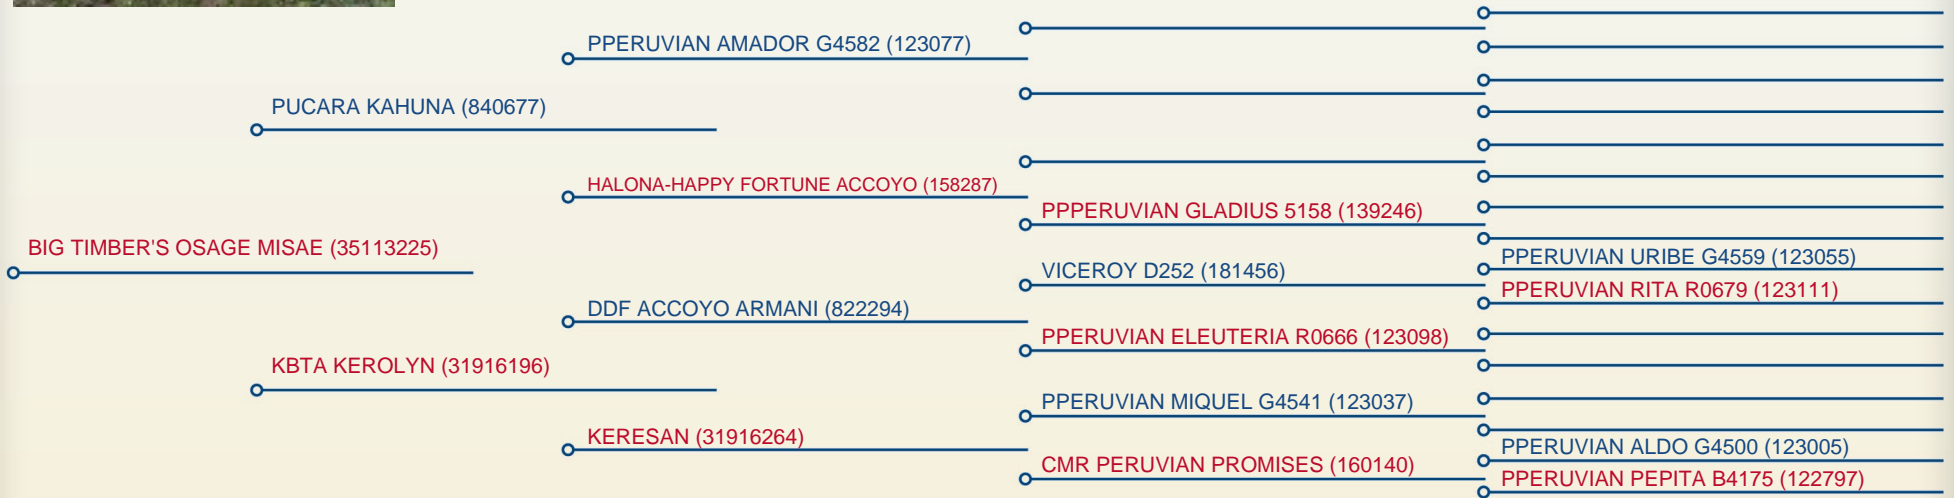 PPERUVIAN AMADOR G4582 (123077)
PUCARA KAHUNA (840677)
HALONA-HAPPY FORTUNE ACCOYO (158287)
PPPERUVIAN GLADIUS 5158 (139246)
BIG TIMBER'S OSAGE MISAE (35113225)
PPERUVIAN URIBE G4559 (123055)
VICEROY D252 (181456)
PPERUVIAN RITA R0679 (123111)
DDF ACCOYO ARMANI (822294)
PPERUVIAN ELEUTERIA R0666 (123098)
KBTA KEROLYN (31916196)
PPERUVIAN MIQUEL G4541 (123037)
KERESAN (31916264)
PPERUVIAN ALDO G4500 (123005)
CMR PERUVIAN PROMISES (160140)
PPERUVIAN PEPITA B4175 (122797)